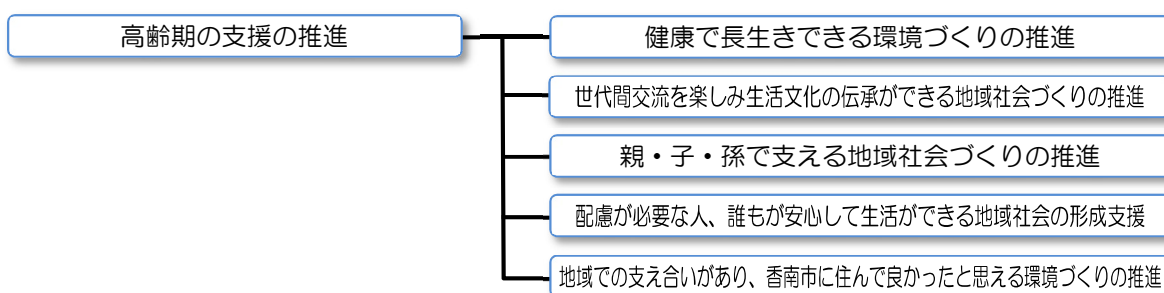 高齢期の支援の推進
健康で長生きできる環境づくりの推進
世代間交流を楽しみ生活文化の伝承ができる地域社会づくりの推進
親・子・孫で支える地域社会づくりの推進
配慮が必要な人、誰もが安心して生活ができる地域社会の形成支援
地域での支え合いがあり、香南市に住んで良かったと思える環境づくりの推進